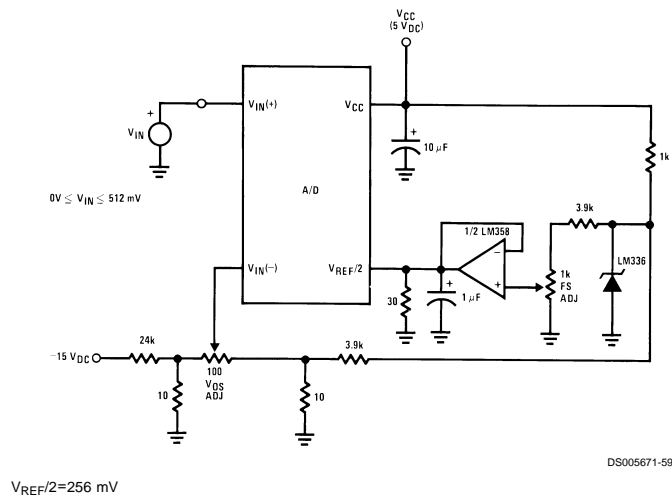 VCC
(5 VDC)
VIN(+)
VCC
+
VIN
+
10 μF
1k
0V ≤ VIN ≤ 512 mV
A/D
3.9k
1/2 LM358
VIN(−)
VREF/2
−
+
+
30
1 μF
1k
FS
ADJ
LM336
−15 VDC
24k
100
VOS
ADJ
3.9k
10
10
DS005671-59
VREF/2=256 mV